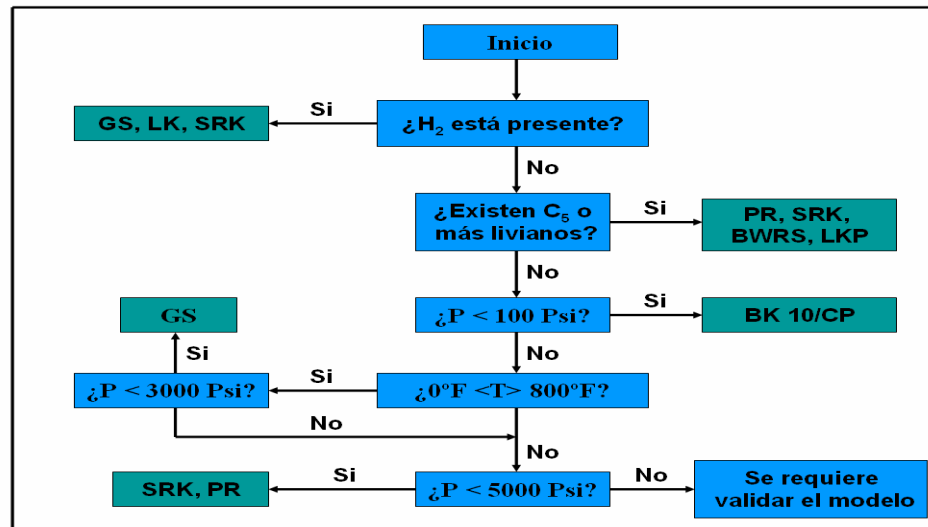 Inicio
Si
GS, LK, SRK
¿H₂ está presente?
No
¿Existen C₅ o
más livianos?
Si
PR, SRK,
BWRS, LKP
No
GS
¿P < 100 Psi?
Si
BK 10/CP
Si
No
¿P < 3000 Psi?
Si
¿0ºF <T> 800ºF?
No
No
SRK, PR
Si
¿P < 5000 Psi?
No
Se requiere
validar el modelo